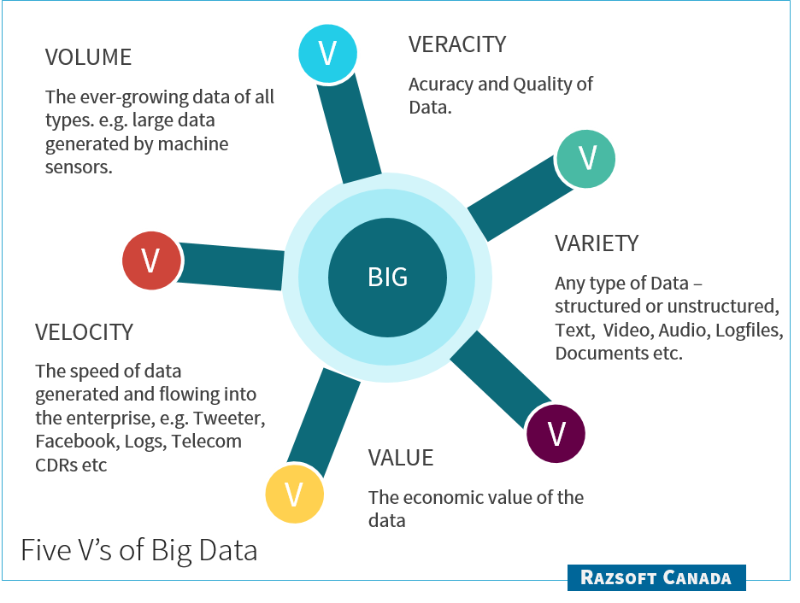 VOLUME
The ever-growing data of all
types. e.g. large data
generated by machine
sensors.
V
VERACITY
Acuracy and Quality of
Data.
V
VARIETY
Any type of Data –
structured or unstructured,
Text, Video, Audio, Logfiles,
Documents etc.
V
BIG
V
VELOCITY
The speed of data
generated and flowing into
the enterprise, e.g. Tweeter,
Facebook, Logs, Telecom
CDRs etc
V
VALUE
The economic value of the
data
Five V's of Big Data
RAZSOFT CANADA